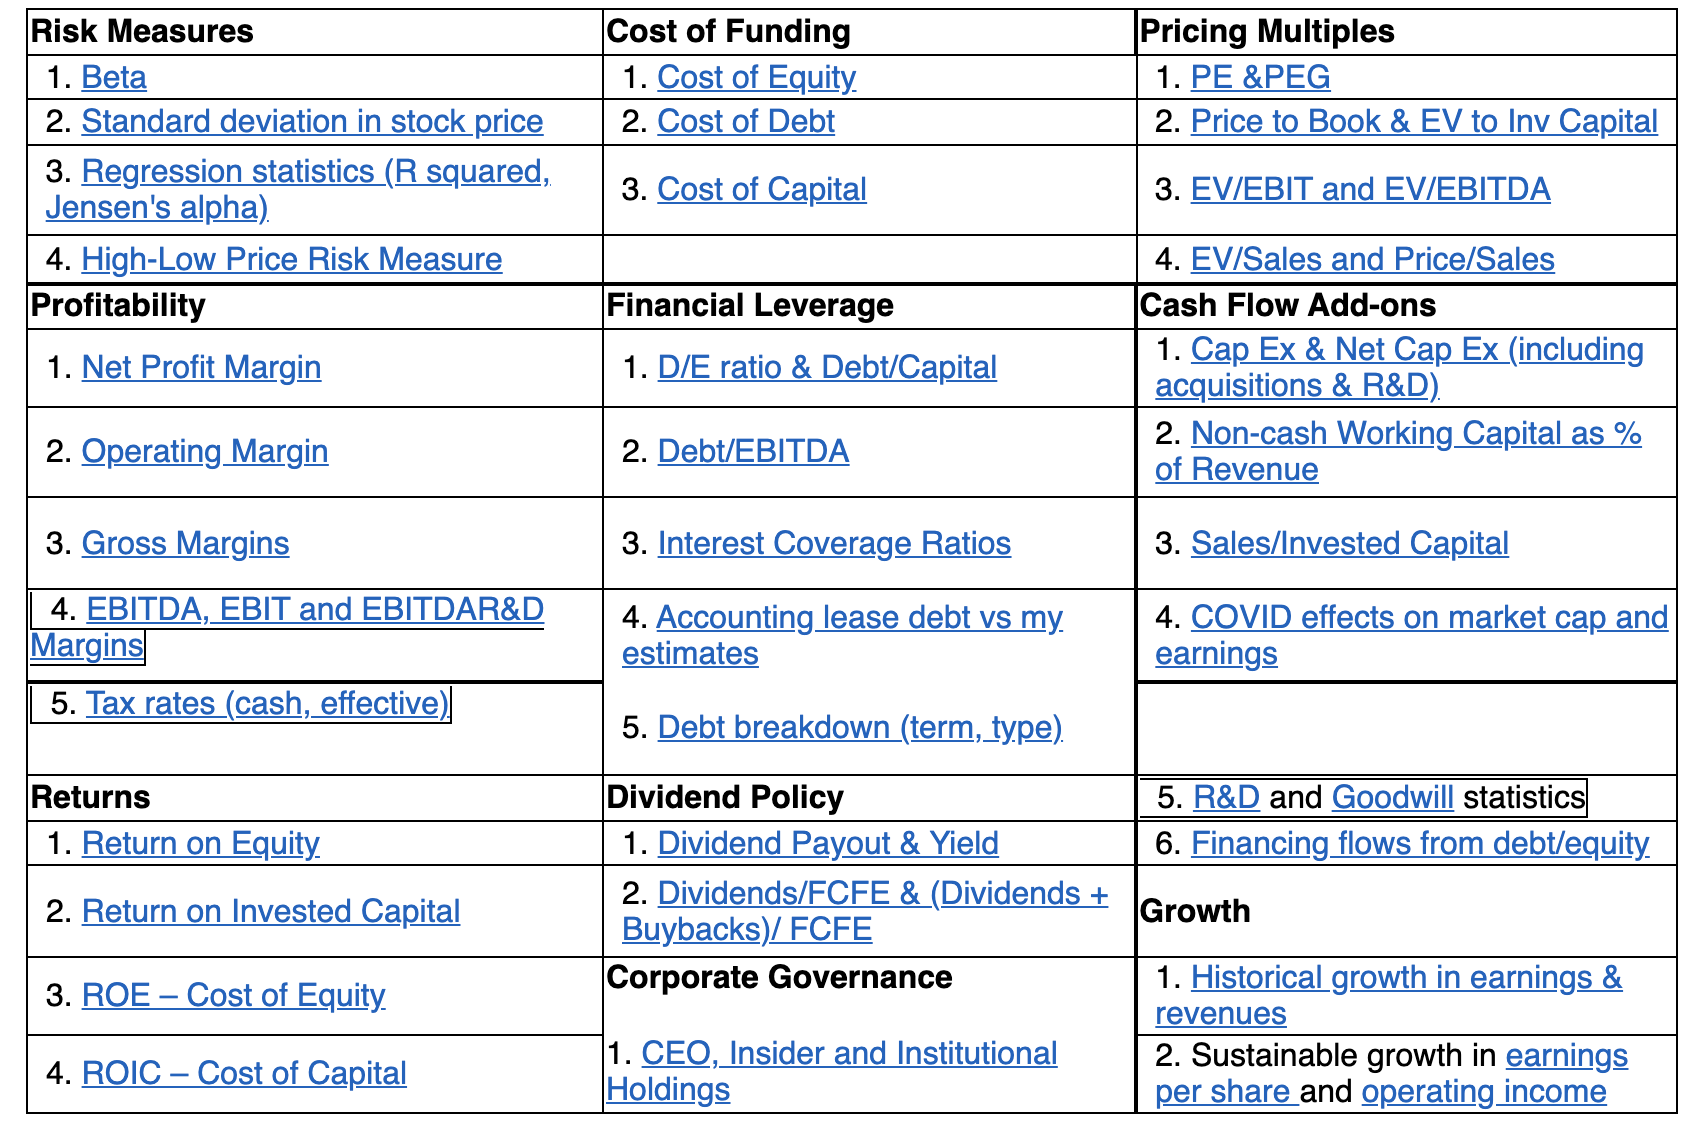 Risk Measures
Cost of Funding
Pricing Multiples
1. Beta
1. Cost of Equity
1. PE &PEG
2. Standard deviation in stock price
2. Cost of Debt
2. Price to Book & EV to Inv Capital
3. Regression statistics (R squared,
Jensen's alpha)
3. Cost of Capital
3. EV/EBIT and EV/EBITDA
4. High-Low Price Risk Measure
4. EV/Sales and Price/Sales
Profitability
Financial Leverage
Cash Flow Add-ons
1. Net Profit Margin
1. D/E ratio & Debt/Capital
1. Cap Ex & Net Cap Ex (including
acquisitions & R&D)
2. Operating Margin
2. Debt/EBITDA
2. Non-cash Working Capital as %
of Revenue
3. Gross Margins
3. Interest Coverage Ratios
3. Sales/Invested Capital
4. EBITDA, EBIT and EBITDAR&D
Margins
4. Accounting lease debt vs my
estimates
4. COVID effects on market cap and
earnings
5. Tax rates (cash, effective)
5. Debt breakdown (term, type)
Returns
Dividend Policy
5. R&D and Goodwill statistics
1. Return on Equity
1. Dividend Payout & Yield
6. Financing flows from debt/equity
2. Return on Invested Capital
2. Dividends/FCFE & (Dividends +
Buybacks)/ FCFE
Growth
3. ROE – Cost of Equity
Corporate Governance
1. Historical growth in earnings &
revenues
4. ROIC – Cost of Capital
1. CEO, Insider and Institutional
Holdings
2. Sustainable growth in earnings
per share and operating income